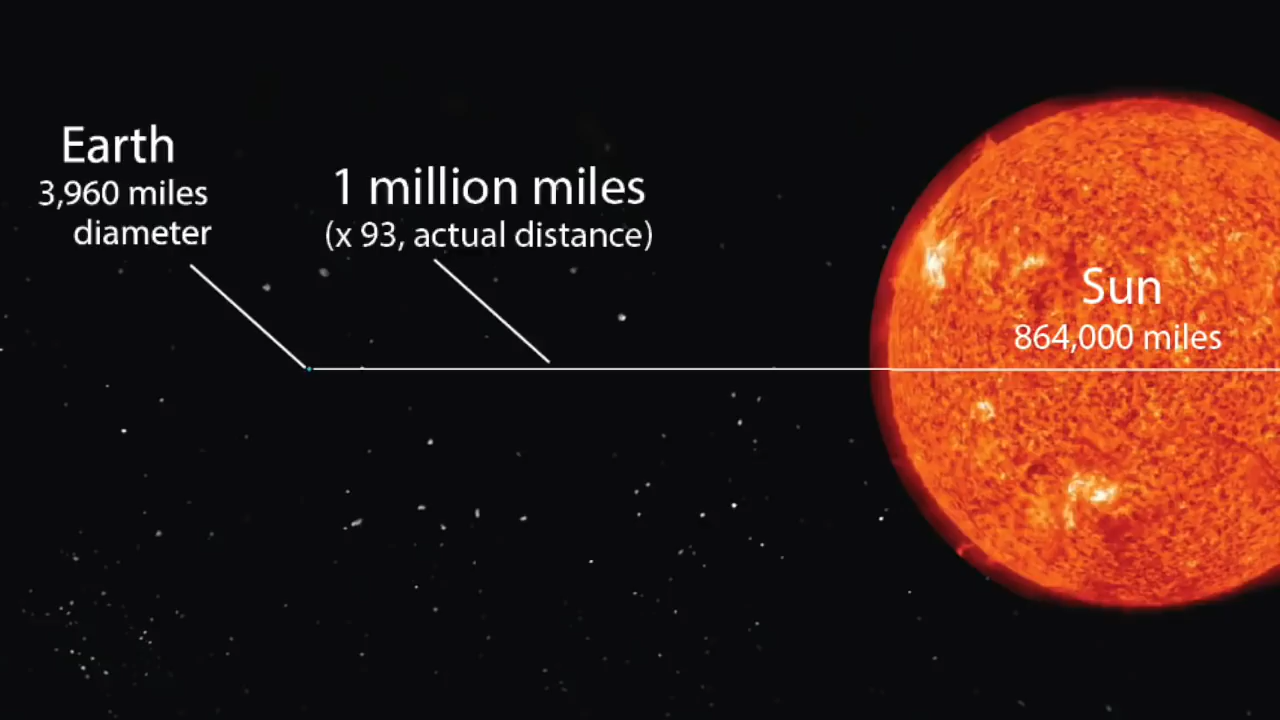 Earth
3,960 miles
diameter
1 million miles
(x 93, actual distance)
Sun
864,000 miles